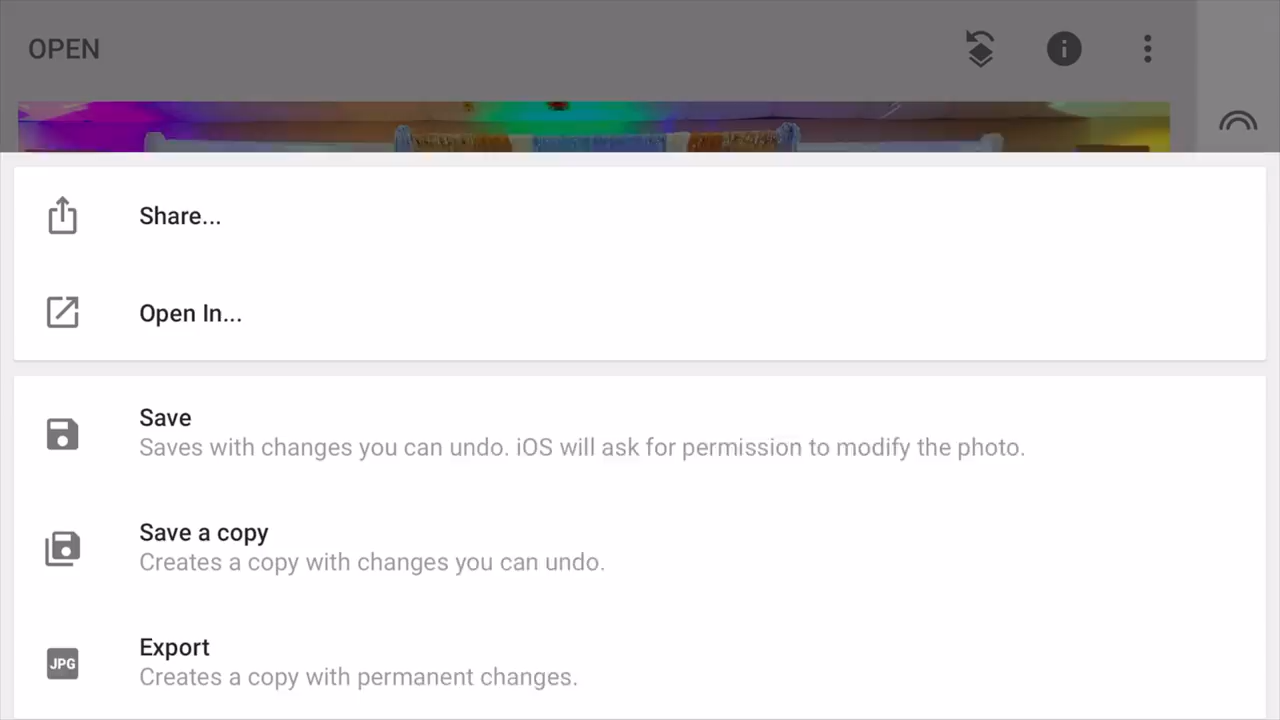 OPEN
Share...
Open In...
Save
Saves with changes you can undo. iOS will ask for permission to modify the photo.
Save a copy
Creates a copy with changes you can undo.
JPG
Export
Creates a copy with permanent changes.